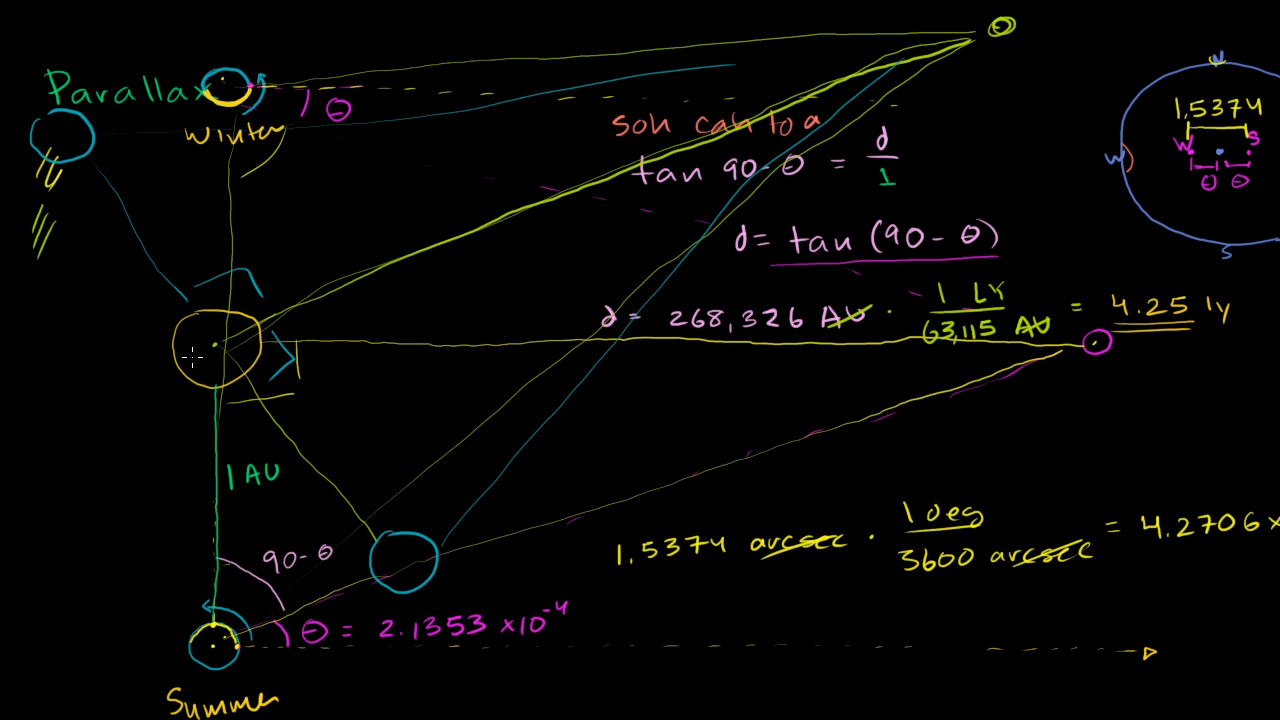 Parallax
Winter
θ
soh cah toa
tan 90-θ = d/1
d = tan (90-θ)
d = 268,326 AU · 1 LY/63,115 AU = 4.25 ly
1 AU
90-θ
θ = 2.1353 x10^-4
Summer
1.5374 arcsec · 1 deg/3600 arcsec = 4.2706 x
1.5374
W
S
θ θ
W
S